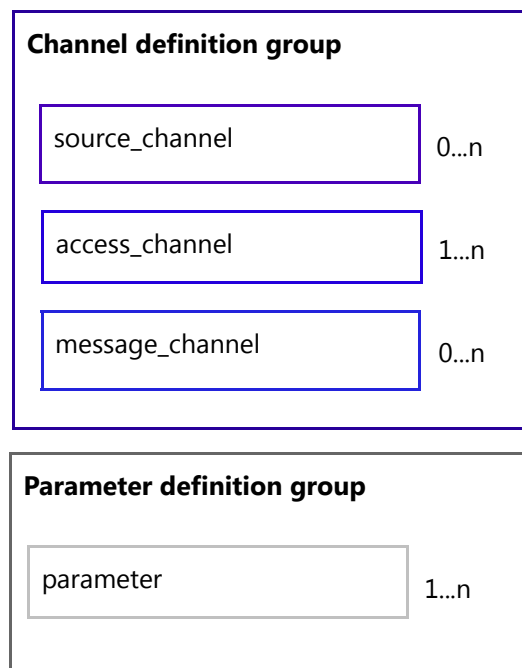 Channel definition group
source_channel
0...n
access_channel
1...n
message_channel
0...n
Parameter definition group
parameter
1...n